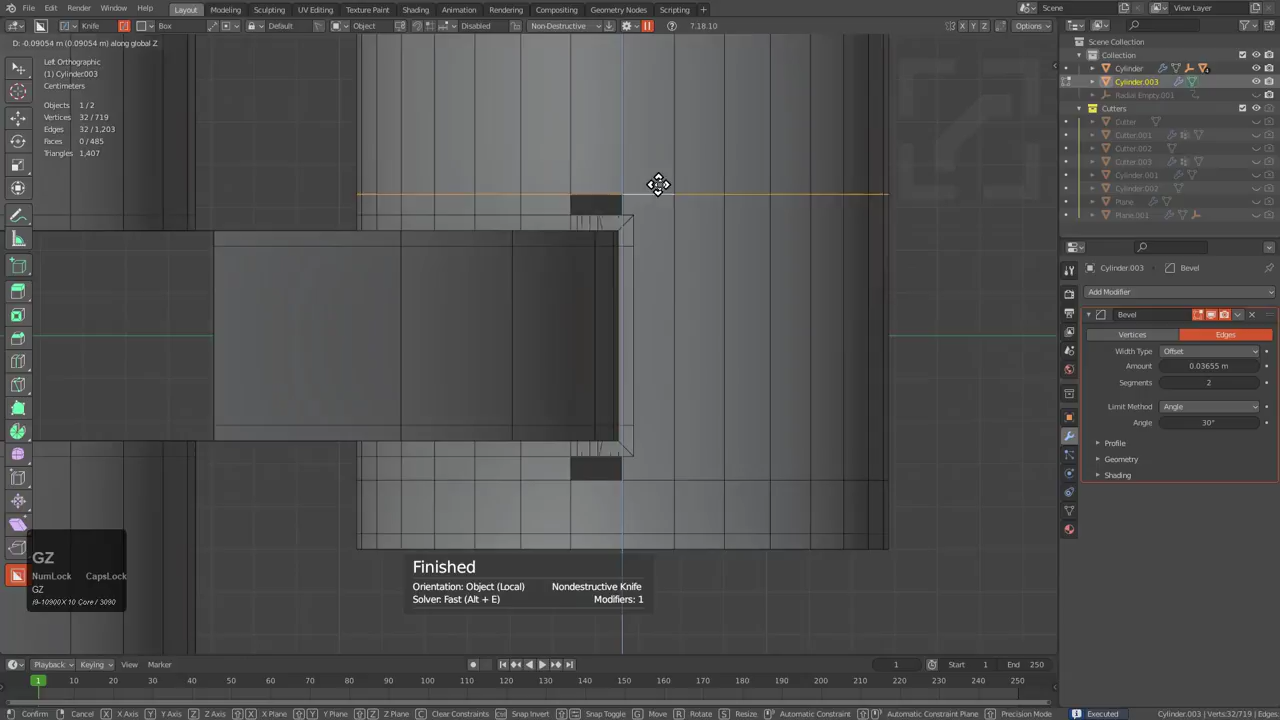 File Edit Render Window Help Layout Modeling Sculpting UV Editing Texture Paint Shading Animation Rendering Compositing Geometry Nodes Scripting + Scene View Layer
Knife Box Object Disabled Non-Destructive 7.18.10 X Y Z Options
Default
D: -0.09054 m (0.09054 m) along global Z
Left Orthographic
(1) Cylinder.003
Centimeters
Objects 1/2
Vertices 32/719
Edges 32/1,203
Faces 0/485
Triangles 1,407
Scene Collection
Collection
Cylinder
Cylinder.003
Radial Empty.001
Cutters
Cutter
Cutter.001
Cutter.002
Cutter.003
Cylinder.001
Cylinder.002
Plane
Plane.001
Cylinder.003 Bevel
Add Modifier
Bevel
Vertices Edges
Width Type Offset
Amount 0.03655 m
Segments 2
Limit Method Angle
Angle 30°
Profile
Geometry
Shading
GZ
NumLock CapsLock
GZ
i9-10900X 10 Core / 3090
Finished
Orientation: Object (Local) Nondestructive Knife
Solver: Fast (Alt + E) Modifiers: 1
Playback Keying View Marker 1 Start 1 End 250
1 10 20 30 40 50 60 70 80 90 100 110 120 130 140 150 160 170 180 190 200 210 220 230 240 250
Confirm Cancel X X Axis Y Y Axis Z Z Axis X X Plane Y Y Plane Z Z Plane C Clear Constraints Snap Invert Snap Toggle G Move R Rotate S Resize Automatic Constraint Automatic Constraint Plane Precision Mode Executed Cylinder.003 | Verts:32/719 | Edges:32